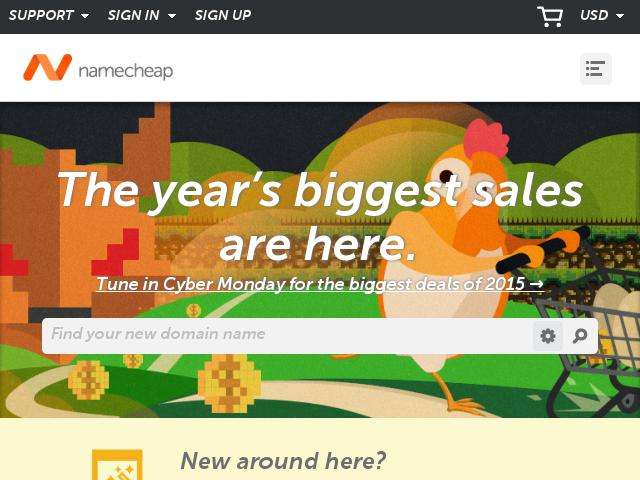 SUPPORT SIGN IN SIGN UP USD
namecheap
The year's biggest sales
are here.
Tune in Cyber Monday for the biggest deals of 2015 →
Find your new domain name
New around here?